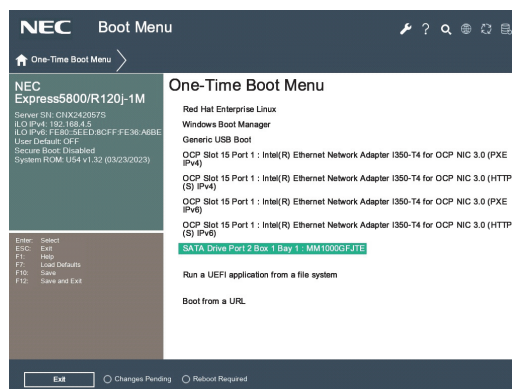 NEC Boot Menu
One-Time Boot Menu
NEC
Express5800/R120j-1M
Server SN: CNX242057S
iLO IPv4: 192.168.4.5
iLO IPv6: FE80::5EED:8CFF:FE36:A6BE
User Default: OFF
Secure Boot: Disabled
System ROM: U54 v1.32 (03/23/2023)
Enter: Select
ESC: Exit
F1: Help
F7: Load Defaults
F10: Save
F12: Save and Exit
One-Time Boot Menu
Red Hat Enterprise Linux
Windows Boot Manager
Generic USB Boot
OCP Slot 15 Port 1 : Intel(R) Ethernet Network Adapter I350-T4 for OCP NIC 3.0 (PXE
IPv4)
OCP Slot 15 Port 1 : Intel(R) Ethernet Network Adapter I350-T4 for OCP NIC 3.0 (HTTP
(S) IPv4)
OCP Slot 15 Port 1 : Intel(R) Ethernet Network Adapter I350-T4 for OCP NIC 3.0 (PXE
IPv6)
OCP Slot 15 Port 1 : Intel(R) Ethernet Network Adapter I350-T4 for OCP NIC 3.0 (HTTP
(S) IPv6)
SATA Drive Port 2 Box 1 Bay 1 : MM1000GFJTE
Run a UEFI application from a file system
Boot from a URL
Exit
Changes Pending
Reboot Required